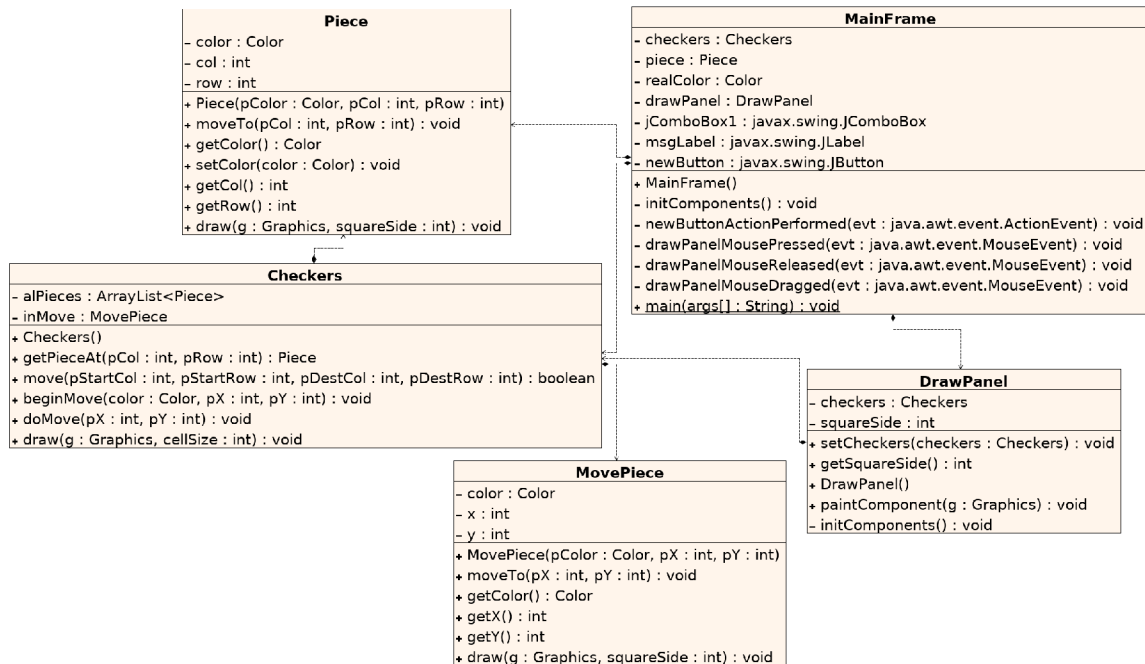 Piece
- color : Color
- col : int
- row : int
+ Piece(pColor : Color, pCol : int, pRow : int)
+ moveTo(pCol : int, pRow : int) : void
+ getColor() : Color
+ setColor(color : Color) : void
+ getCol() : int
+ getRow() : int
+ draw(g : Graphics, squareSide : int) : void
MainFrame
- checkers : Checkers
- piece : Piece
- realColor : Color
- drawPanel : DrawPanel
- jComboBox1 : javax.swing.JComboBox
- msgLabel : javax.swing.JLabel
- newButton : javax.swing.JButton
+ MainFrame()
- initComponents() : void
- newButtonActionPerformed(evt : java.awt.event.ActionEvent) : void
- drawPanelMousePressed(evt : java.awt.event.MouseEvent) : void
- drawPanelMouseReleased(evt : java.awt.event.MouseEvent) : void
- drawPanelMouseDragged(evt : java.awt.event.MouseEvent) : void
+ main(args[] : String) : void
Checkers
- alPieces : ArrayList<Piece>
- inMove : MovePiece
+ Checkers()
+ getPieceAt(pCol : int, pRow : int) : Piece
+ move(pStartCol : int, pStartRow : int, pDestCol : int, pDestRow : int) : boolean
+ beginMove(color : Color, pX : int, pY : int) : void
+ doMove(pX : int, pY : int) : void
+ draw(g : Graphics, cellSize : int) : void
DrawPanel
- checkers : Checkers
- squareSide : int
+ setCheckers(checkers : Checkers) : void
+ getSquareSide() : int
+ DrawPanel()
+ paintComponent(g : Graphics) : void
- initComponents() : void
MovePiece
- color : Color
- x : int
- y : int
+ MovePiece(pColor : Color, pX : int, pY : int)
+ moveTo(pX : int, pY : int) : void
+ getColor() : Color
+ getX() : int
+ getY() : int
+ draw(g : Graphics, squareSide : int) : void